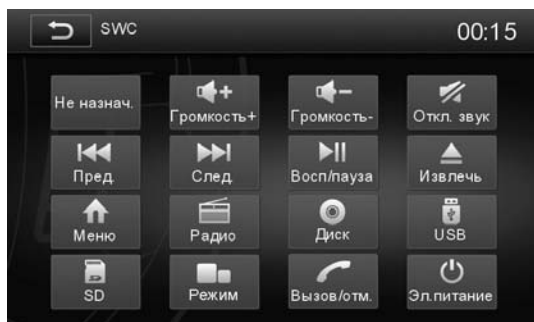 SWC 00:15
Не назнач. Громкость+ Громкость- Откл. звук
Пред. След. Восп/пауза Извлечь
Меню Радио Диск USB
SD Режим Вызов/отм. Эл.питание